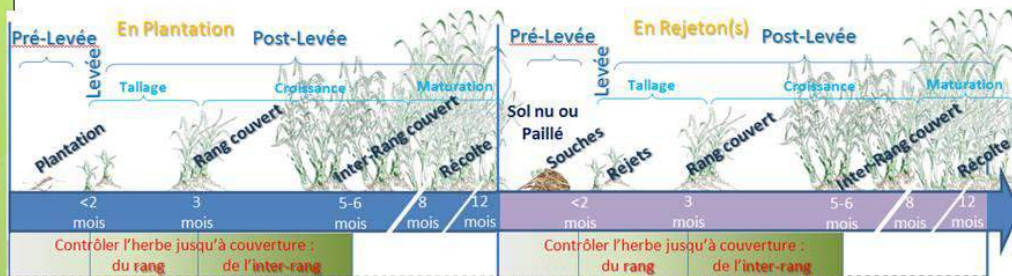 En Plantation
Pré-Levée
Levée
Post-Levée
Tallage
Croissance
Maturation
Plantation
Rang couvert
Inter-Rang couvert
Récolte
<2 mois
3 mois
5-6 mois
8 mois
12 mois
Contrôler l'herbe jusqu'à couverture :
du rang
de l'inter-rang
En Rejeton(s)
Pré-Levée
Levée
Post-Levée
Tallage
Croissance
Maturation
Sol nu ou
Paillé
Souches
Rejets
Rang couvert
Inter-Rang couvert
Récolte
<2 mois
3 mois
5-6 mois
8 mois
12 mois
Contrôler l'herbe jusqu'à couverture :
du rang
de l'inter-rang